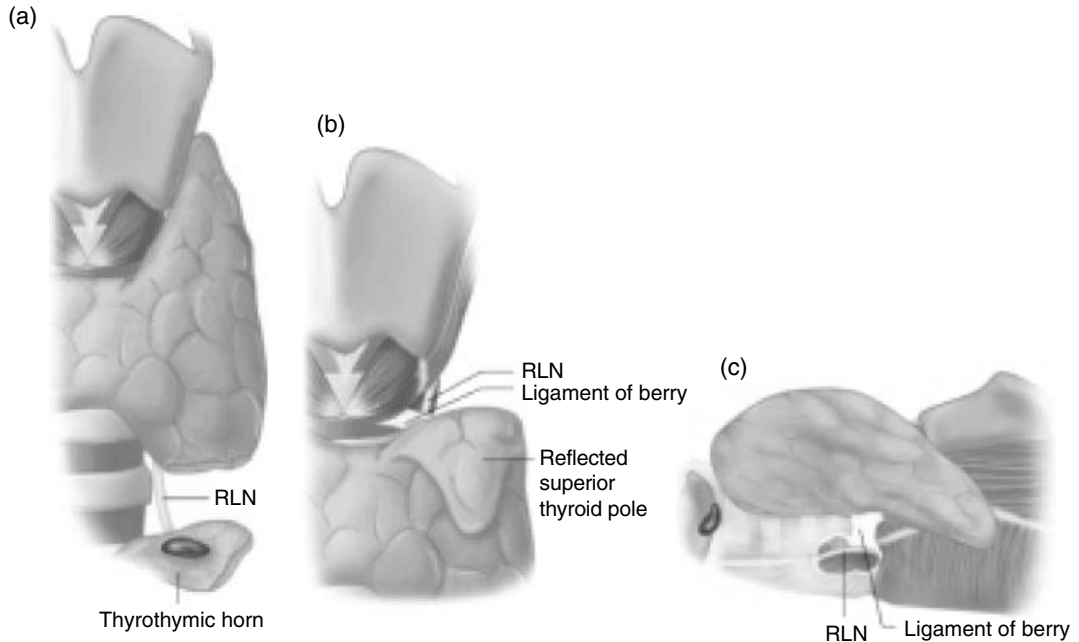 (a)
RLN
Thyrothymic horn
(b)
RLN
Ligament of berry
Reflected
superior
thyroid pole
(c)
RLN
Ligament of berry